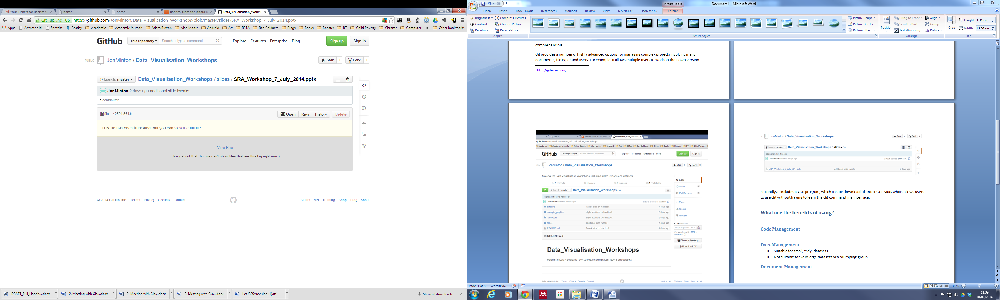 Your Tickets for Racism fr
home
home
Racism: from the labour m
Data_Visualisation_Works
GitHub, Inc. [US] https://github.com/JonMinton/Data_Visualisation_Workshops/blob/master/slides/SRA_Workshop_7_July_2014.pptx
Apps Altmetric it! Spritzlet Readsy Academic Academic Journals Adam Buxton Alan Moore Android Art B3TA Ben Goldacre Blogs Books Booster BT Child Poverty Chrome Computer » Other bookmarks
GitHub This repository Search or type a command Explore Features Enterprise Blog Sign up Sign in
PUBLIC JonMinton / Data_Visualisation_Workshops Star 0 Fork 0
branch: master Data_Visualisation_Workshops / slides / SRA_Workshop_7_July_2014.pptx
JonMinton 2 days ago additional slide tweaks
1 contributor
file 40591.56 kb Open Raw History Delete
This file has been truncated, but you can view the full file.
View Raw
(Sorry about that, but we can't show files that are this big right now.)
© 2014 GitHub, Inc. Terms Privacy Security Contact Status API Training Shop Blog About
DRAFT_Full_Handb....docx 2. Meeting with Gla....docx 2. Meeting with Gla....docx 2. Meeting with Gla....docx LeeJRSSArevision (1).rtf Show all downloads...
Picture Tools Document1 - Microsoft Word
Home Insert Page Layout References Mailings Review View Developer EndNote X6 Format
Brightness Compress Pictures Picture Shape Bring to Front Align Height: 4.34 cm
Contrast Change Picture Picture Border Send to Back Group Position Crop Width: 15.36 cm
Recolor Reset Picture Picture Effects Text Wrapping Rotate
Adjust Picture Styles Arrange Size
comprehensible.
Git provides a number of highly advanced options for managing complex projects involving many
documents, file types and users. For example, it allows multiple users to work on their own version
1 http://git-scm.com/
home Racism: from the labour JonMinton/Data_Visualisa
github.com/JonMinton/Data_Visualisation_Workshops
Academic Academic Journals Adam Buxton Alan Moore Android Art B3TA Ben Goldacre Blogs Books Booster BT Child Poverty
GitHub This repository Search or type a command Explore Features Enterprise Blog Sign up Sign in
JonMinton / Data_Visualisation_Workshops Star 0 Fork 0
Material for Data Visualisation Workshops, including slides, reports and datasets
9 commits 1 branch 0 releases 1 contributor
branch: master Data_Visualisation_Workshops / +
slight additions to handbook
JonMinton authored 2 days ago latest commit
datasets Tweak slide on macbook 3 days ago
example_graphics slight additions to handbook 2 days ago
handbooks slight additions to handbook 2 days ago
slides additional slide tweaks 2 days ago
README.md Tweak slide on macbook 3 days ago
README.md
Data_Visualisation_Workshops
Material for Data Visualisation Workshops, including slides, reports and datasets
Code
Issues 0
Pull Requests 0
Pulse
Graphs
Network
HTTPS clone URL
You can clone with HTTPS or
Subversion.
Clone in Desktop
Download ZIP
© 2014 GitHub, Inc. Terms Privacy Security Contact Status API Training Shop Blog About
JonMinton / Data_Visualisation_Workshops Star 0 Fork 0
branch: master Data_Visualisation_Workshops / slides / +
additional slide tweaks
JonMinton authored 2 days ago latest commit
SRA_Workshop_7_July_2014.pptx additional slide tweaks 2 days ago
Secondly, it includes a GUI program, which can be downloaded onto PC or Mac, which allows users
to use Git without having to learn the Git command line interface.
What are the benefits of using?
Code Management
Data Management
• Suitable for small, ‘tidy’ datasets
• Not suitable for very large datasets or a ‘dumping’ group
Document Management
Page: 4 of 5 Words: 967 100%
11:39
08/07/2014